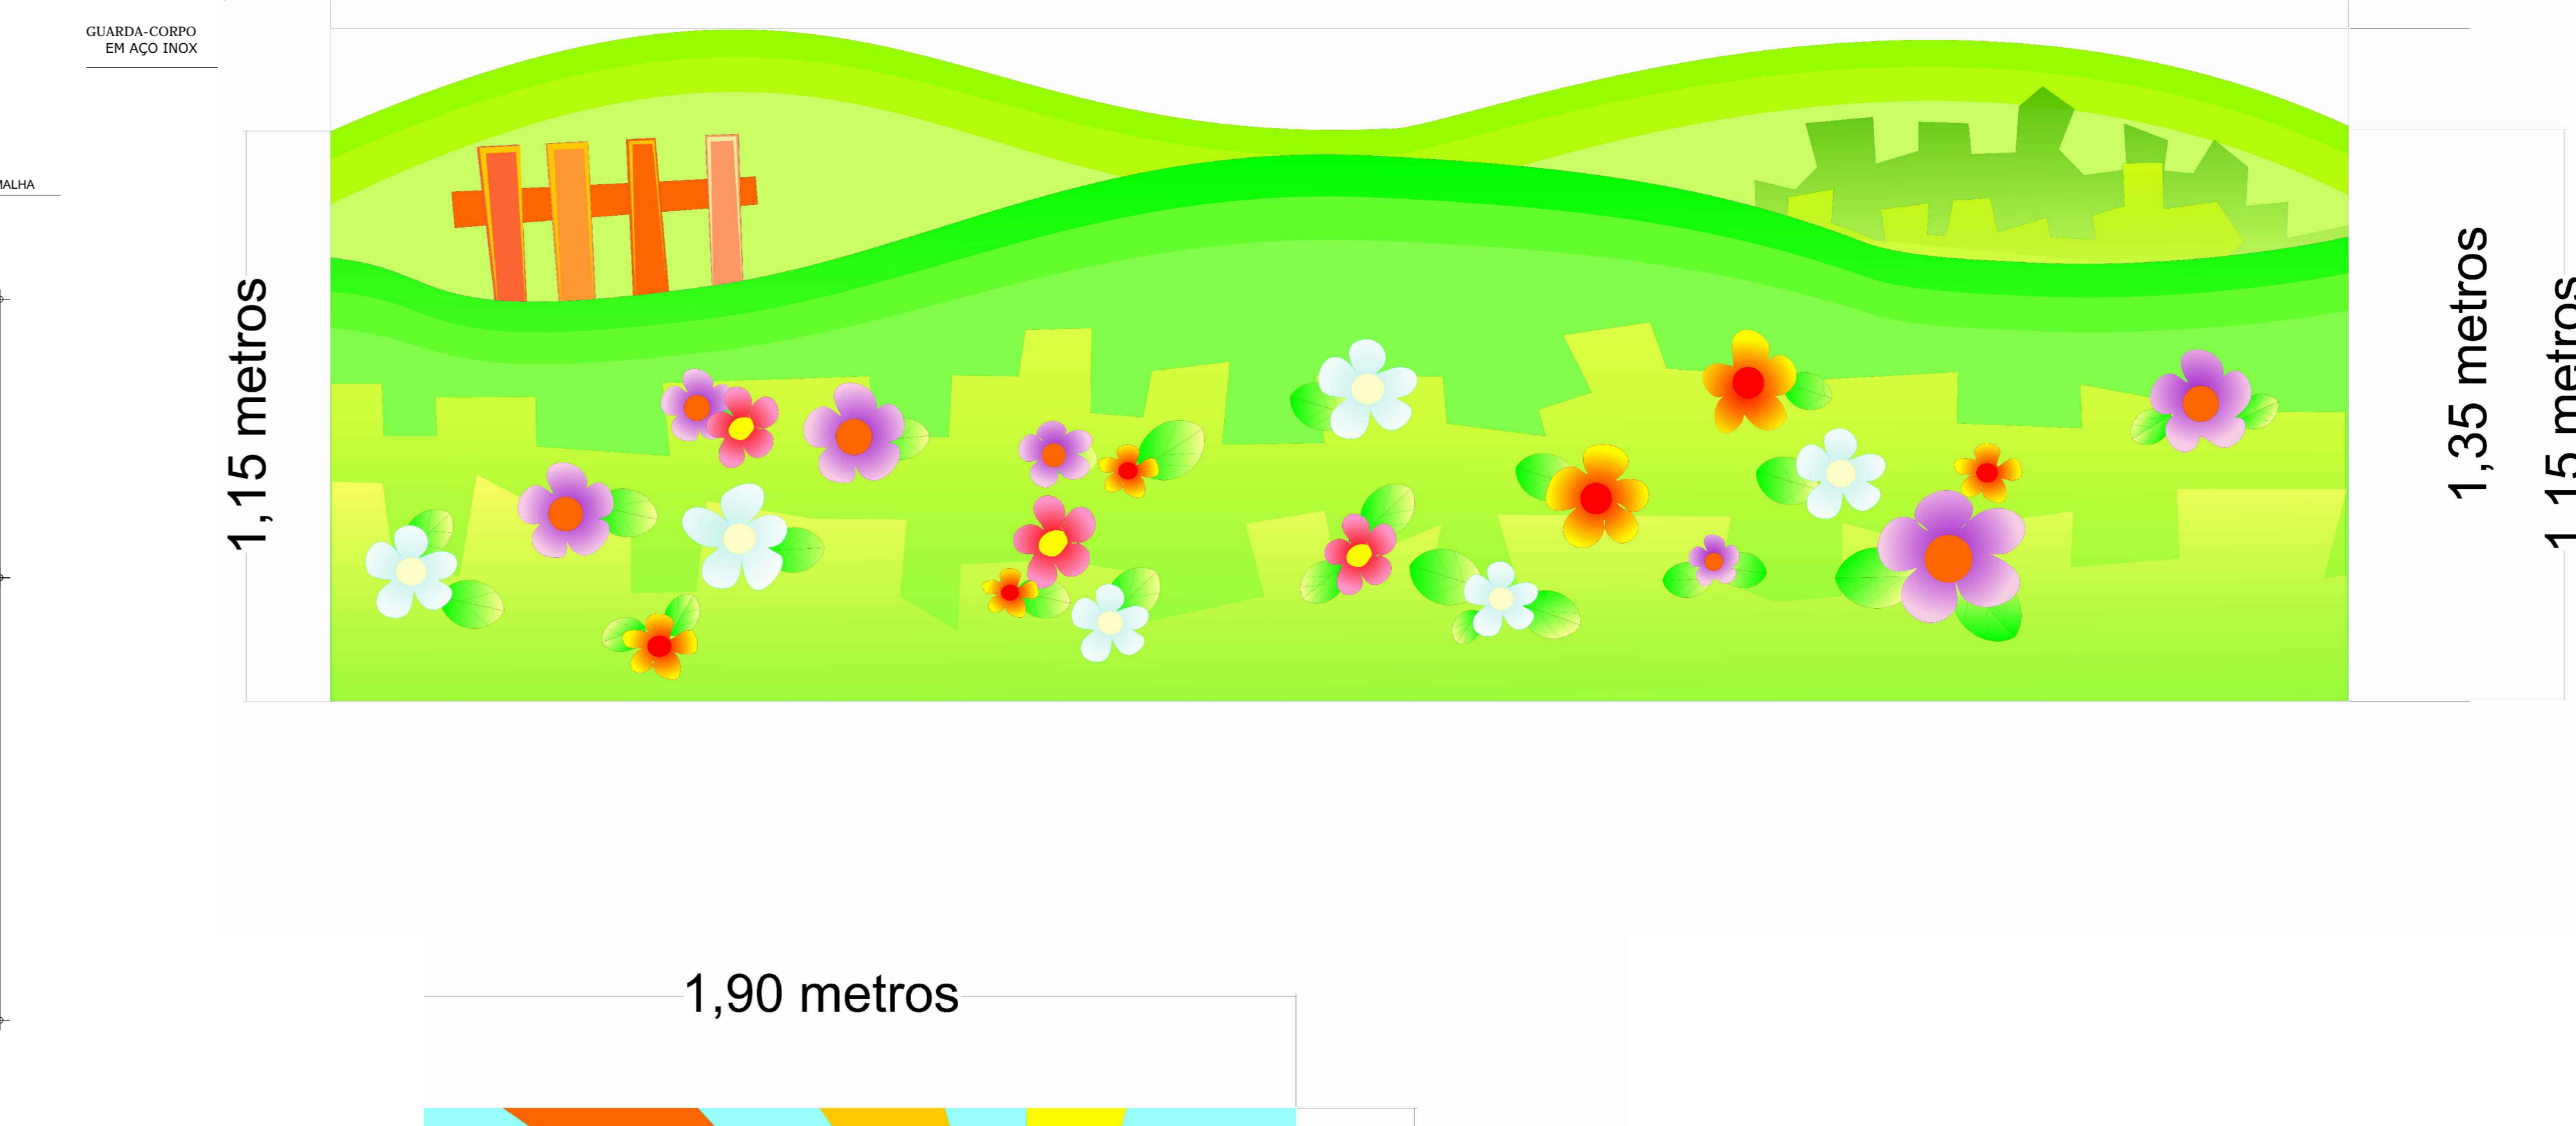 GUARDA-CORPO
EM AÇO INOX
1,15 metros
1,35 metros
1,90 metros